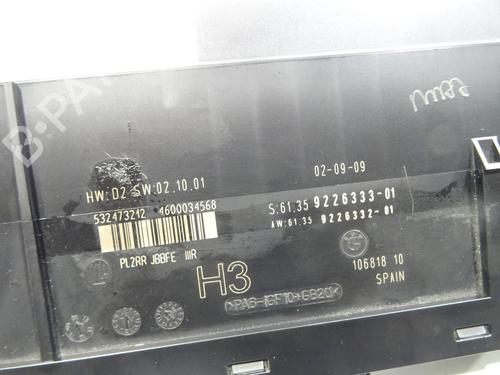 B-PARTS
HW:D2 SW:02.10.01
02-09-09
532473212 4600034568
S:61.35 9226333-01
AW:61.35 9226332-01
PL2RR JBBFE IIIR
H3
106818 10
SPAIN
>PA6-(GF10+GB20)<